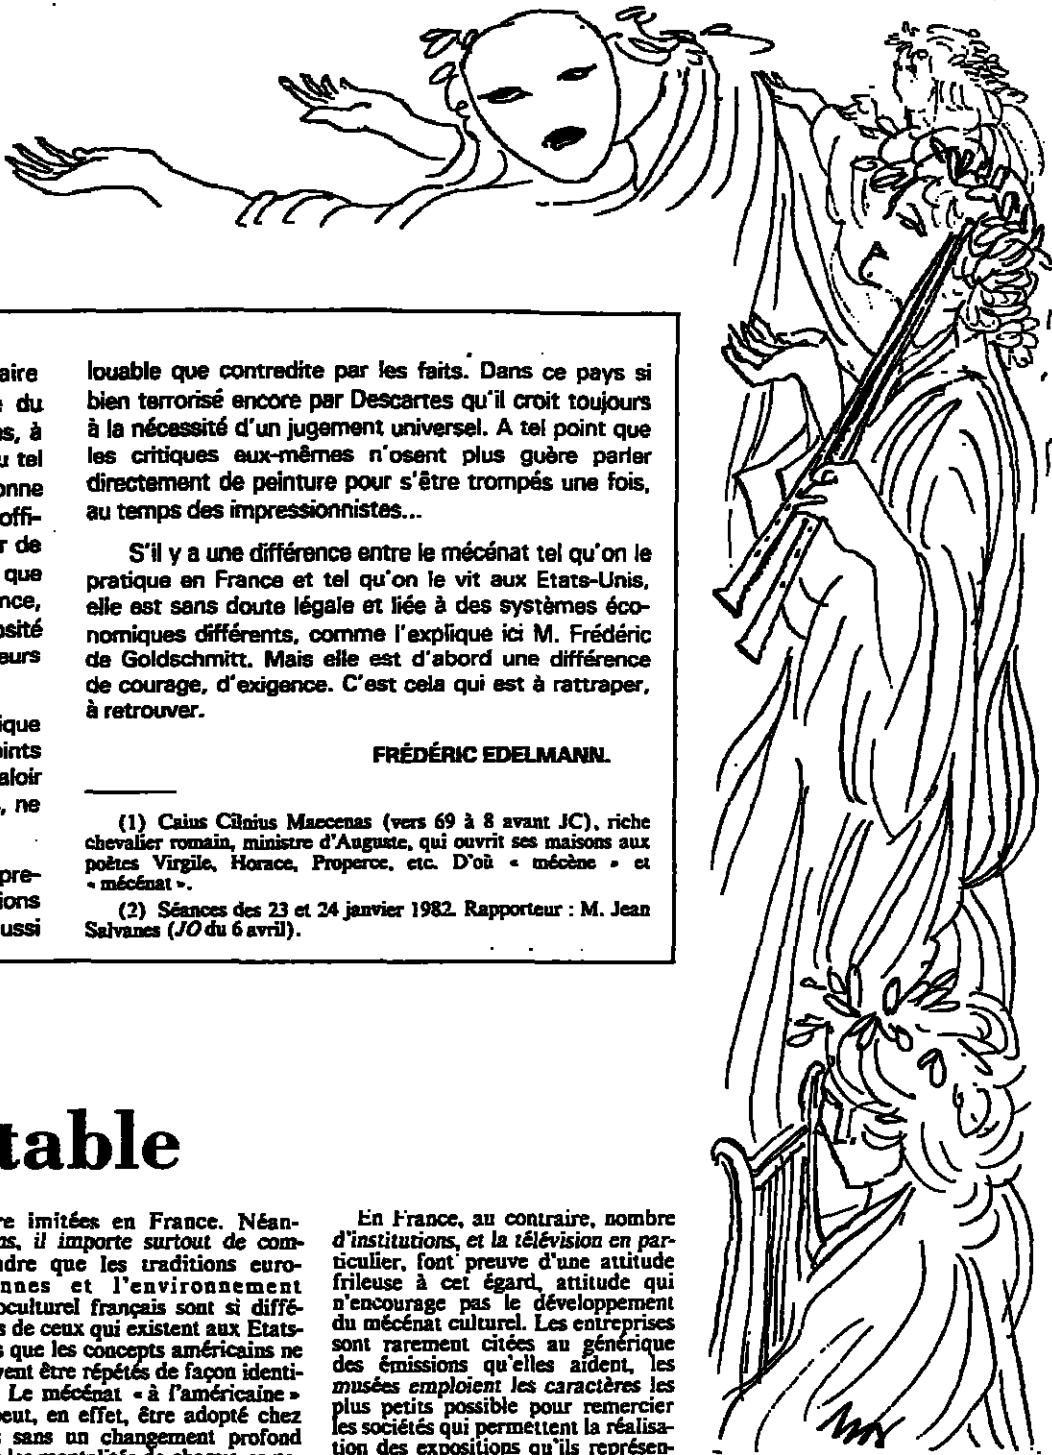 aire
du
es, à
tel
onne
offi-
r de
que
nce,
osité
eurs
ique
oints
aloir
, ne
pre-
ions
ussi
louable que contredite par les faits. Dans ce pays si
bien terrorisé encore par Descartes qu'il croit toujours
à la nécessité d'un jugement universel. A tel point que
les critiques eux-mêmes n'osent plus guère parler
directement de peinture pour s'être trompés une fois,
au temps des impressionnistes...
S'il y a une différence entre le mécénat tel qu'on le
pratique en France et tel qu'on le vit aux Etats-Unis,
elle est sans doute légale et liée à des systèmes éco-
nomiques différents, comme l'explique ici M. Frédéric
de Goldschmitt. Mais elle est d'abord une différence
de courage, d'exigence. C'est cela qui est à rattraper,
à retrouver.
FRÉDÉRIC EDELMANN.
(1) Caius Cilnius Maecenas (vers 69 à 8 avant JC), riche
chevalier romain, ministre d'Auguste, qui ouvrit ses maisons aux
poètes Virgile, Horace, Properce, etc. D'où « mécène » et
« mécénat ».
(2) Séances des 23 et 24 janvier 1982. Rapporteur : M. Jean
Salvanes (JO du 6 avril).
table
re imitées en France. Néan-
ns, il importe surtout de com-
ndre que les traditions euro-
nnes et l'environnement
oculturel français sont si diffé-
s de ceux qui existent aux Etats-
s que les concepts américains ne
vent être répétés de façon identi-
Le mécénat « à l'américaine »
peut, en effet, être adopté chez
s sans un changement profond
les mentalités de chacun
En France, au contraire, nombre
d'institutions, et la télévision en par-
ticulier, font preuve d'une attitude
frileuse à cet égard, attitude qui
n'encourage pas le développement
du mécénat culturel. Les entreprises
sont rarement citées au générique
des émissions qu'elles aident, les
musées emploient les caractères les
plus petits possible pour remercier
les sociétés qui permettent la réalisa-
tion des expositions qu'ils représen-